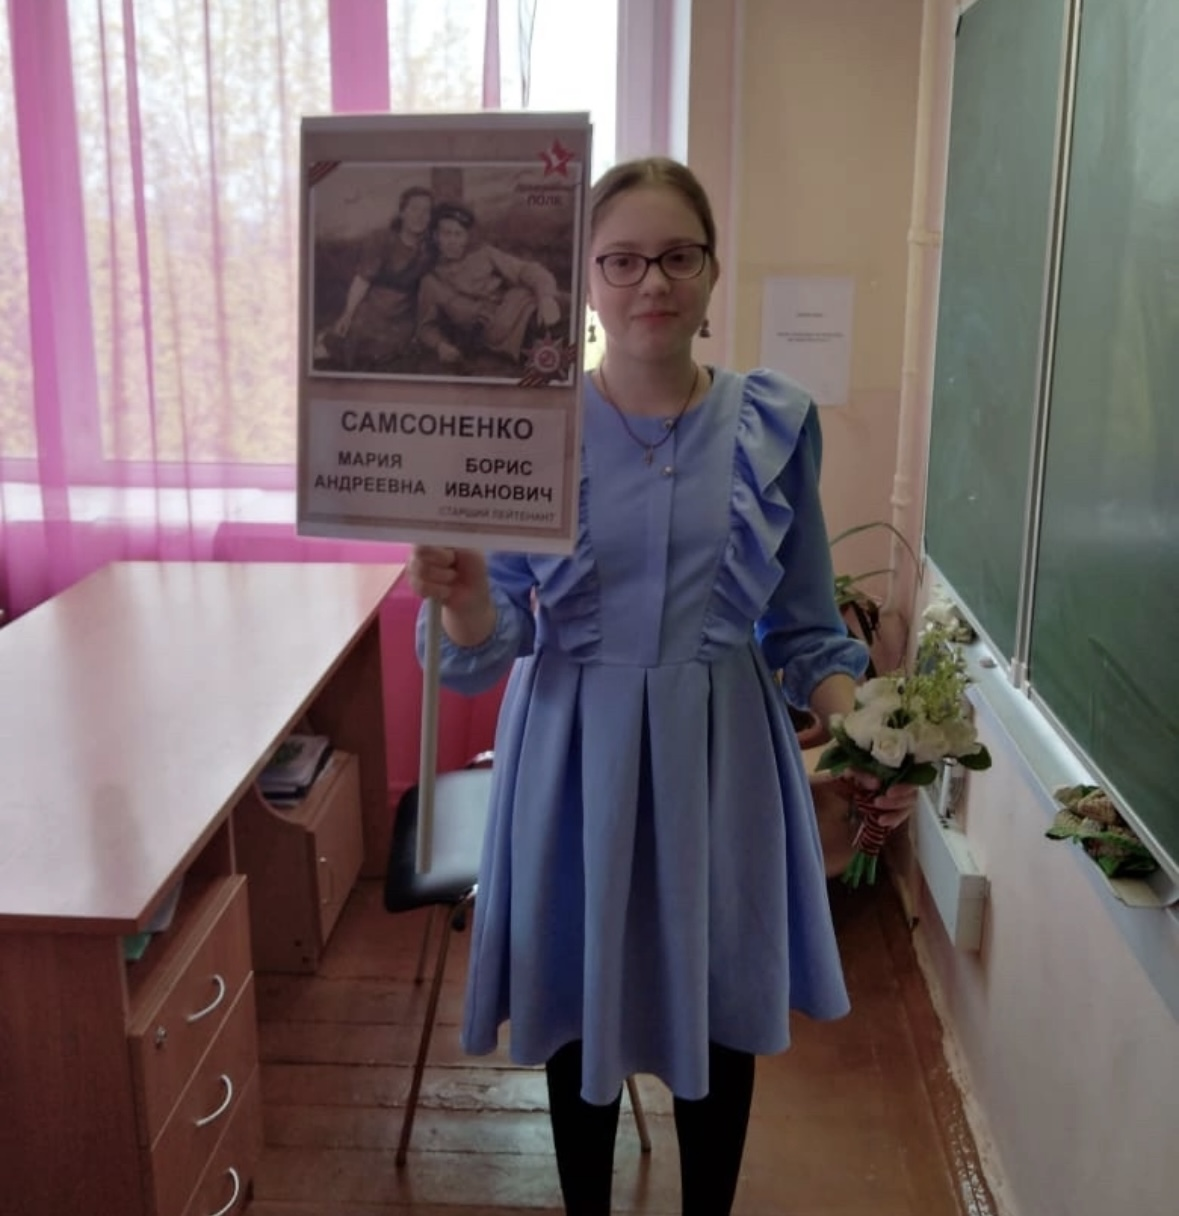 ПОЛК
САМСОНЕНКО
МАРИЯ БОРИС
АНДРЕЕВНА ИВАНОВИЧ
СТАРШИЙ ЛЕЙТЕНАНТ